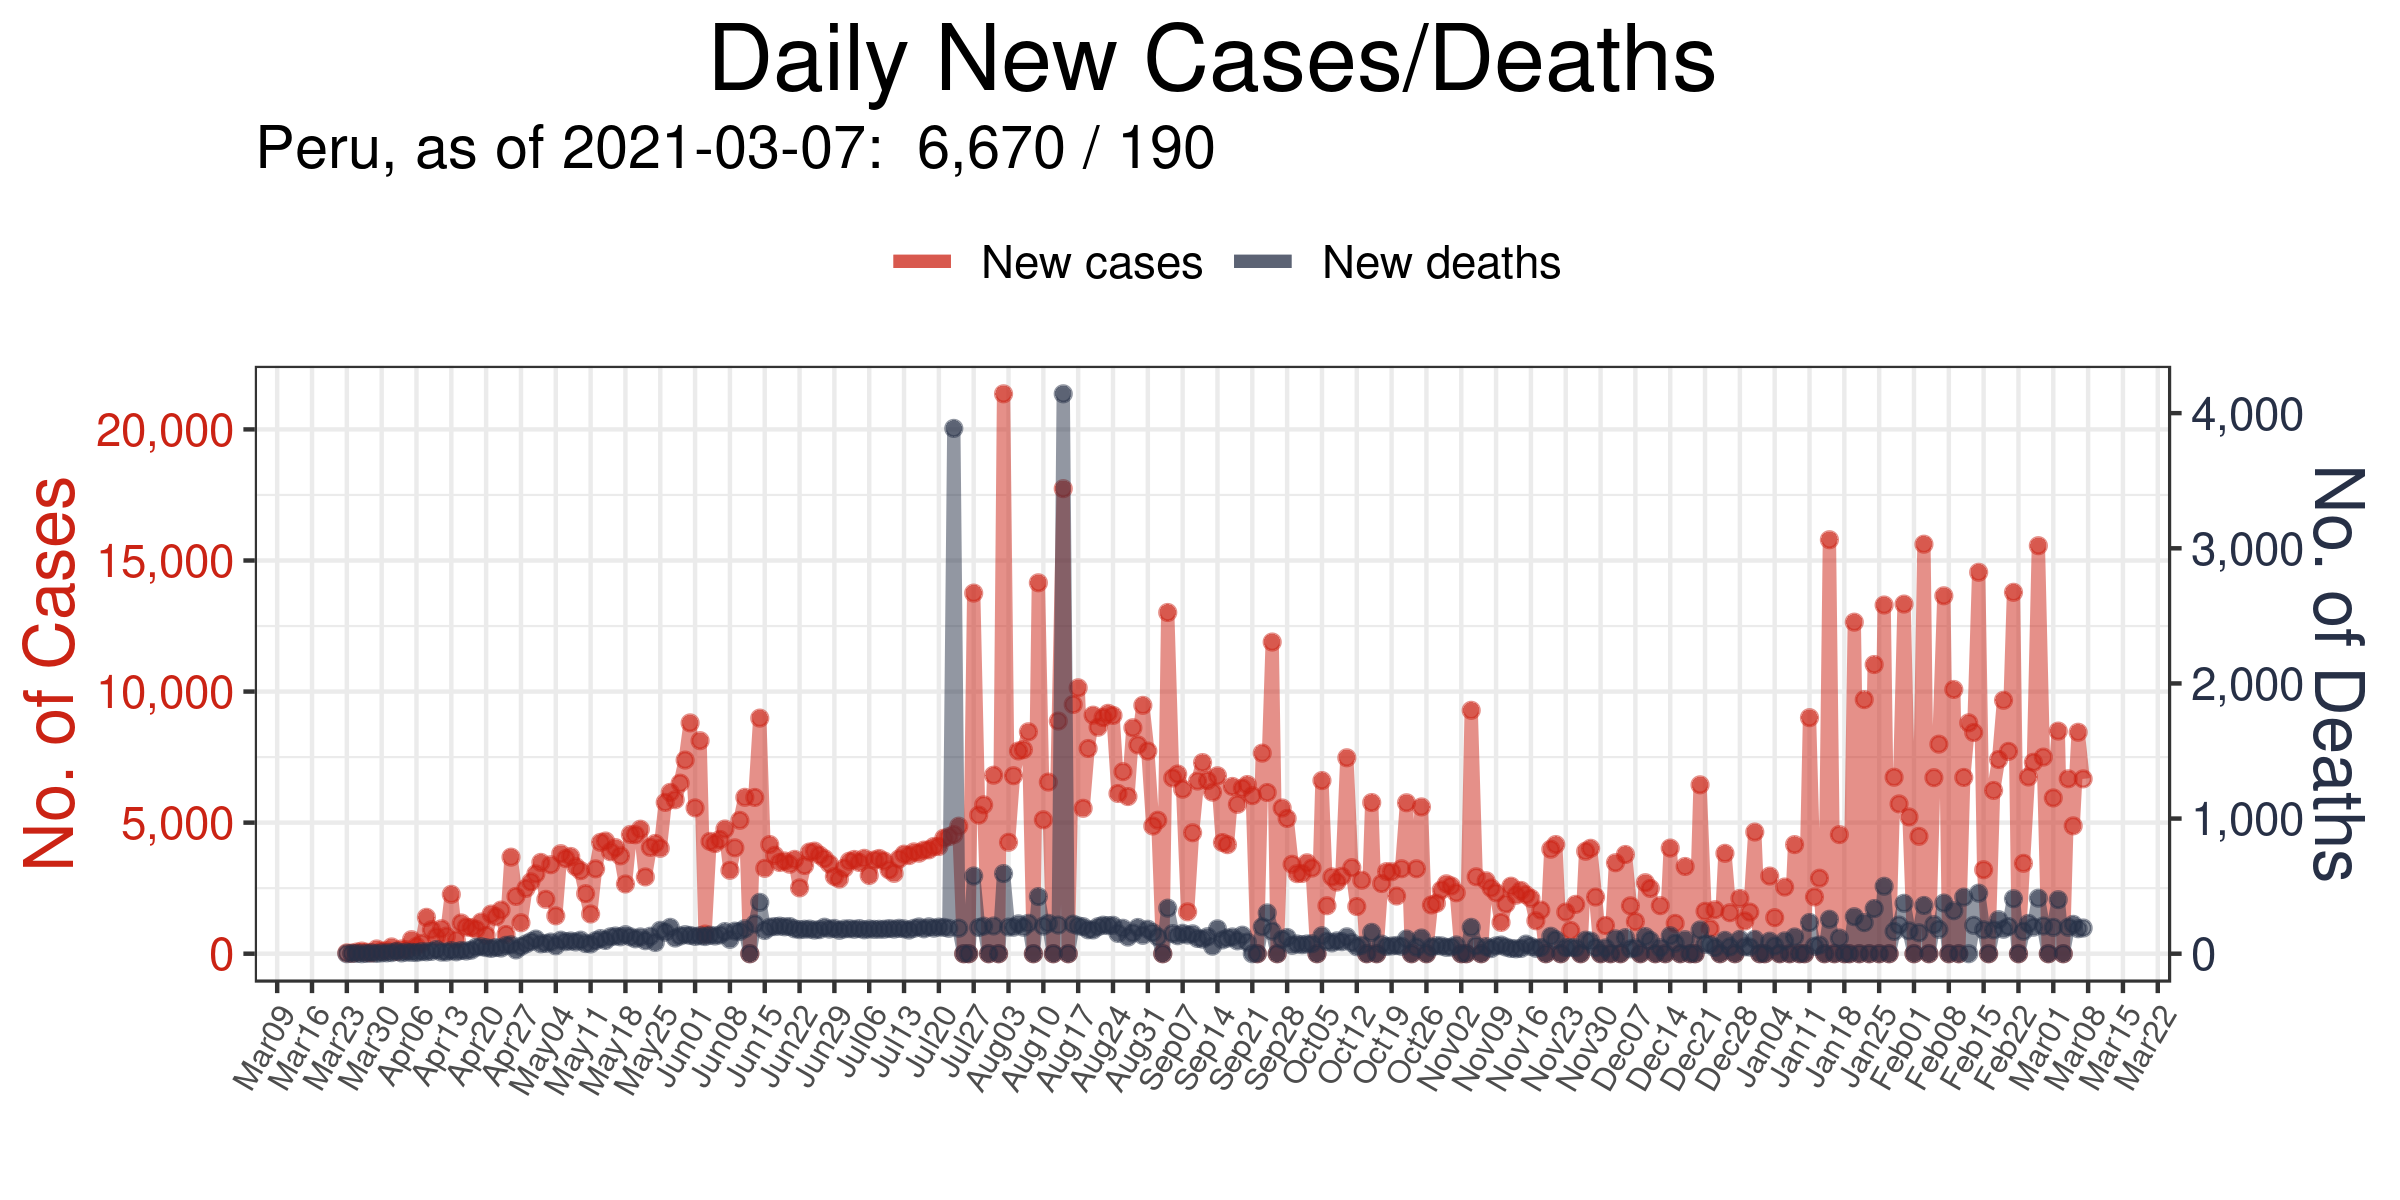 Daily New Cases/Deaths
Peru, as of 2021-03-07:  6,670 / 190
New cases
New deaths
No. of Cases
20,000
15,000
10,000
5,000
0
4,000
3,000
2,000
1,000
0
No. of Deaths
Mar09
Mar16
Mar23
Mar30
Apr06
Apr13
Apr20
Apr27
May04
May11
May18
May25
Jun01
Jun08
Jun15
Jun22
Jun29
Jul06
Jul13
Jul20
Jul27
Aug03
Aug10
Aug17
Aug24
Aug31
Sep07
Sep14
Sep21
Sep28
Oct05
Oct12
Oct19
Oct26
Nov02
Nov09
Nov16
Nov23
Nov30
Dec07
Dec14
Dec21
Dec28
Dec04
Jan11
Jan18
Jan25
Feb01
Feb08
Feb15
Feb22
Mar01
Mar08
Mar15
Mar22